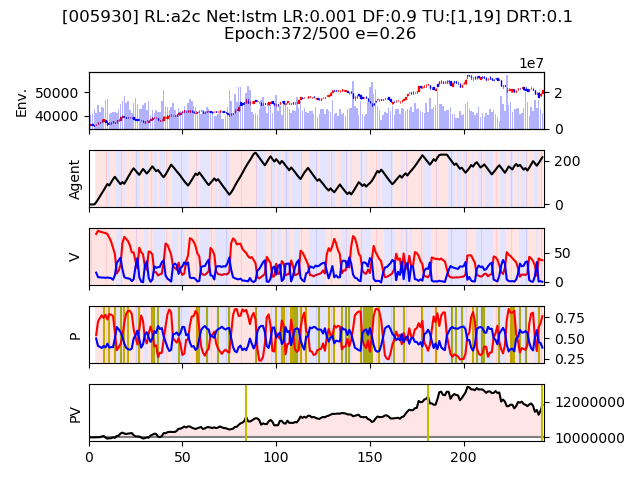 [005930] RL:a2c Net:lstm LR:0.001 DF:0.9 TU:[1,19] DRT:0.1
Epoch:372/500 e=0.26
1e7
Env.
50000
40000
2
0
Agent
200
0
V
50
0
P
0.75
0.50
0.25
PV
12000000
10000000
0
50
100
150
200